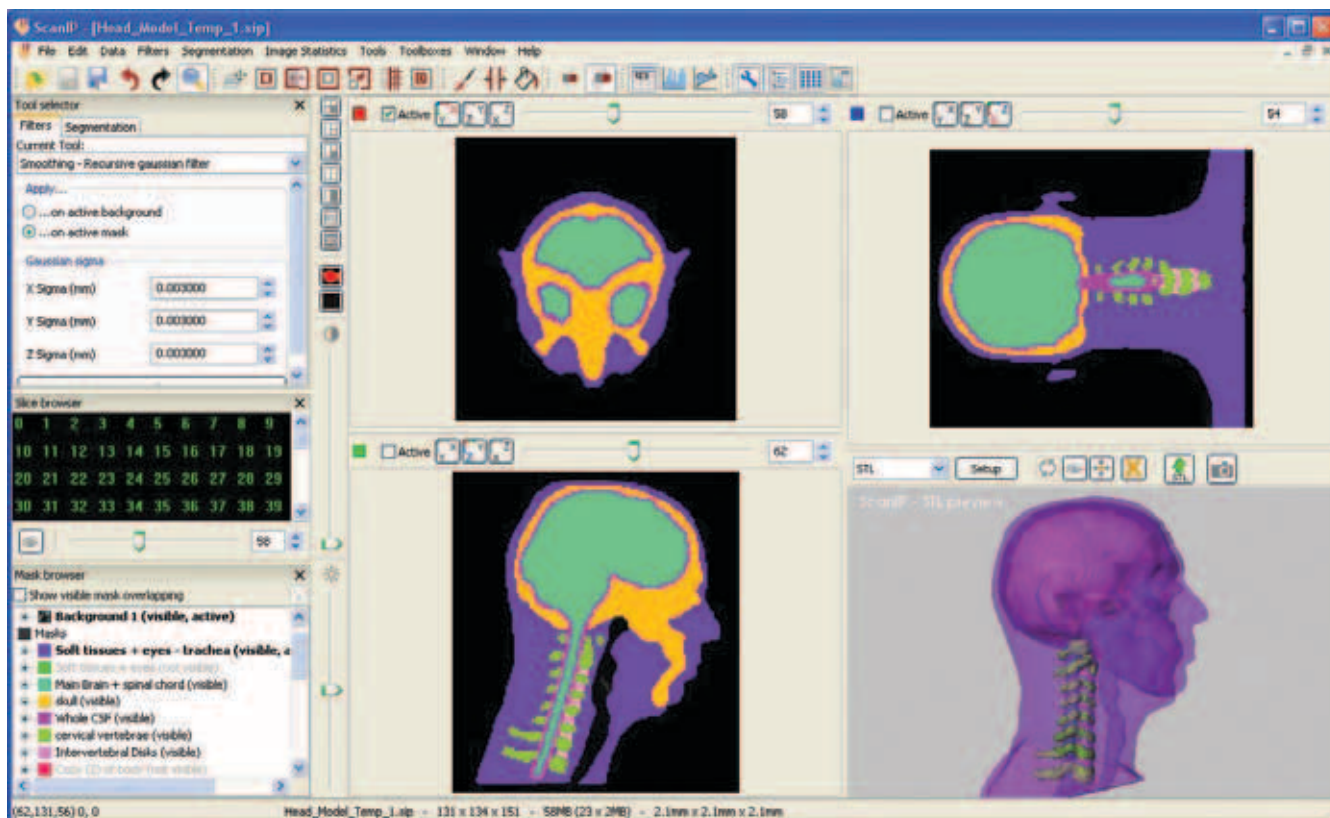 ScanIP - [Head_Model_Temp_1.sip]
File Edit Data Filters Segmentation Image Statistics Tools Toolboxes Window Help
Tool selector
Filters Segmentation
Current Tool:
Smoothing - Recursive gaussian filter
Apply...
...on active background
...on active mask
Gaussian sigma
X Sigma (mm) 0.003000
Y Sigma (mm) 0.003000
Z Sigma (mm) 0.003000
Slice browser
0 1 2 3 4 5 6 7 8 9
10 11 12 13 14 15 16 17 18 19
20 21 22 23 24 25 26 27 28 29
30 31 32 33 34 35 36 37 38 39
58
Mask browser
Show visible mask overlapping
Background 1 (visible, active)
Masks
Soft tissues + eyes - trachea (visible, a
Soft tissues + eyes (not visible)
Main Brain + spinal chord (visible)
skull (visible)
Whole CSF (visible)
cervical vertebrae (visible)
Intervertebral Disks (visible)
Copy (2) of body (not visible)
Active 58
Active 54
Active 62
STL Setup STL
ScanIP - STL preview
(62,131,56) 0, 0 Head_Model_Temp_1.sip - 131 x 134 x 151 - 58MB (23 x 2MB) - 2.1mm x 2.1mm x 2.1mm